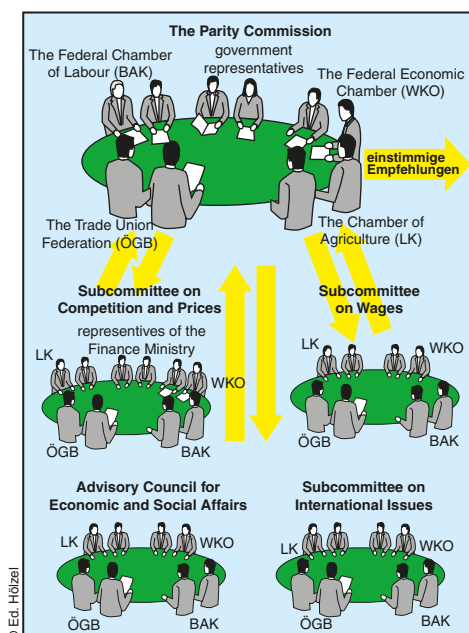 The Parity Commission
The Federal Chamber
of Labour (BAK)
government
representatives
The Federal Economic
Chamber (WKO)
einstimmige
Empfehlungen
The Trade Union
Federation (ÖGB)
The Chamber of
Agriculture (LK)
Subcommittee on
Competition and Prices
representives of the
Finance Ministry
LK
WKO
ÖGB
BAK
Subcommittee
on Wages
LK
WKO
ÖGB
BAK
Advisory Council for
Economic and Social Affairs
LK
WKO
ÖGB
BAK
Subcommittee on
International Issues
LK
WKO
ÖGB
BAK
Ed. Hölzel